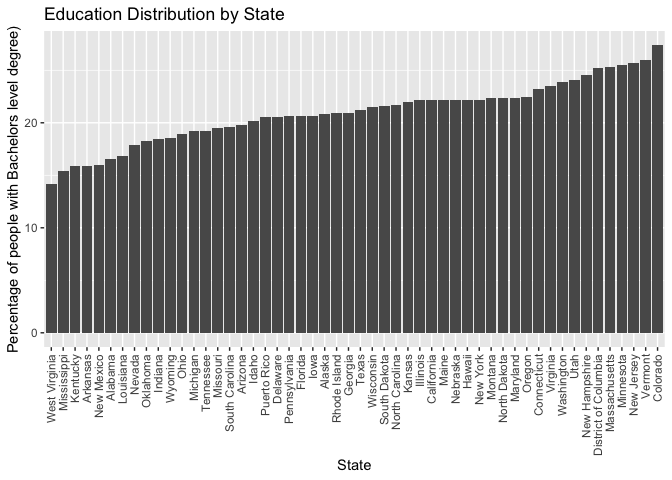 Education Distribution by State
Percentage of people with Bachelors level degree)
20
10
0
West Virginia
Mississippi
Kentucky
Arkansas
New Mexico
Alabama
Louisiana
Nevada
Oklahoma
Indiana
Wyoming
Ohio
Michigan
Tennessee
Missouri
South Carolina
Arizona
Idaho
Puerto Rico
Delaware
Pennsylvania
Florida
Iowa
Alaska
Rhode Island
Georgia
Texas
Wisconsin
South Dakota
North Carolina
Kansas
Illinois
California
Maine
Nebraska
Hawaii
New York
Montana
North Dakota
Maryland
Oregon
Connecticut
Virginia
Washington
Utah
New Hampshire
District of Columbia
Massachusetts
Minnesota
New Jersey
Vermont
Colorado
State